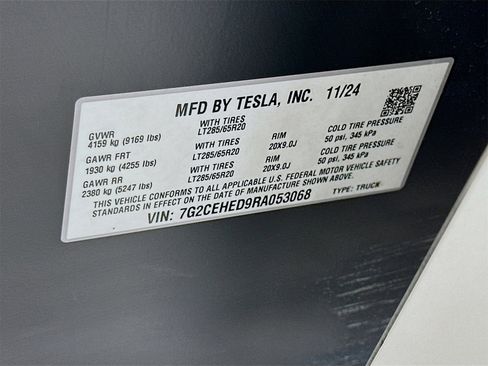 MFD BY TESLA, INC. 11/24
GVWR
4159 kg (9169 lbs)
WITH TIRES
LT285/65R20
RIM
20X9.0J
COLD TIRE PRESSURE
50 psi, 345 kPa
GAWR FRT
1930 kg (4255 lbs)
WITH TIRES
LT285/65R20
RIM
20X9.0J
COLD TIRE PRESSURE
50 psi, 345 kPa
GAWR RR
2380 kg (5247 lbs)
WITH TIRES
LT285/65R20
THIS VEHICLE CONFORMS TO ALL APPLICABLE U.S. FEDERAL MOTOR VEHICLE SAFETY
STANDARDS IN EFFECT ON THE DATE OF MANUFACTURE SHOWN ABOVE.
VIN: 7G2CEHED9RA053068
TYPE: TRUCK